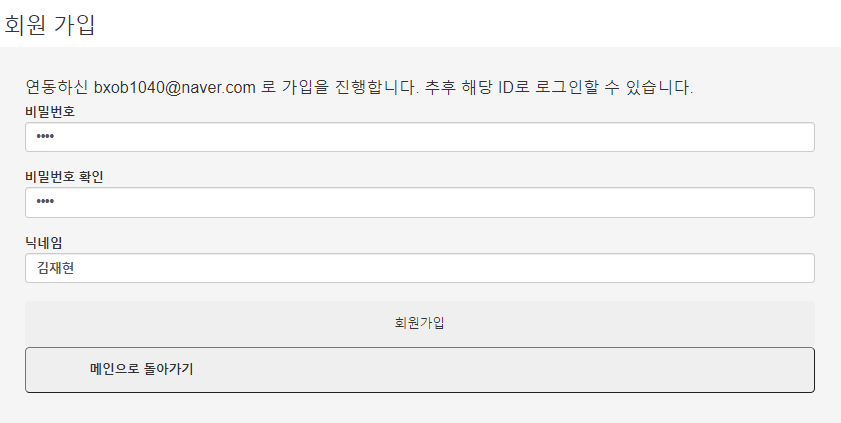 회원 가입
연동하신 bxob1040@naver.com 로 가입을 진행합니다. 추후 해당 ID로 로그인할 수 있습니다.
비밀번호
••••
비밀번호 확인
••••
닉네임
김재현
회원가입
메인으로 돌아가기